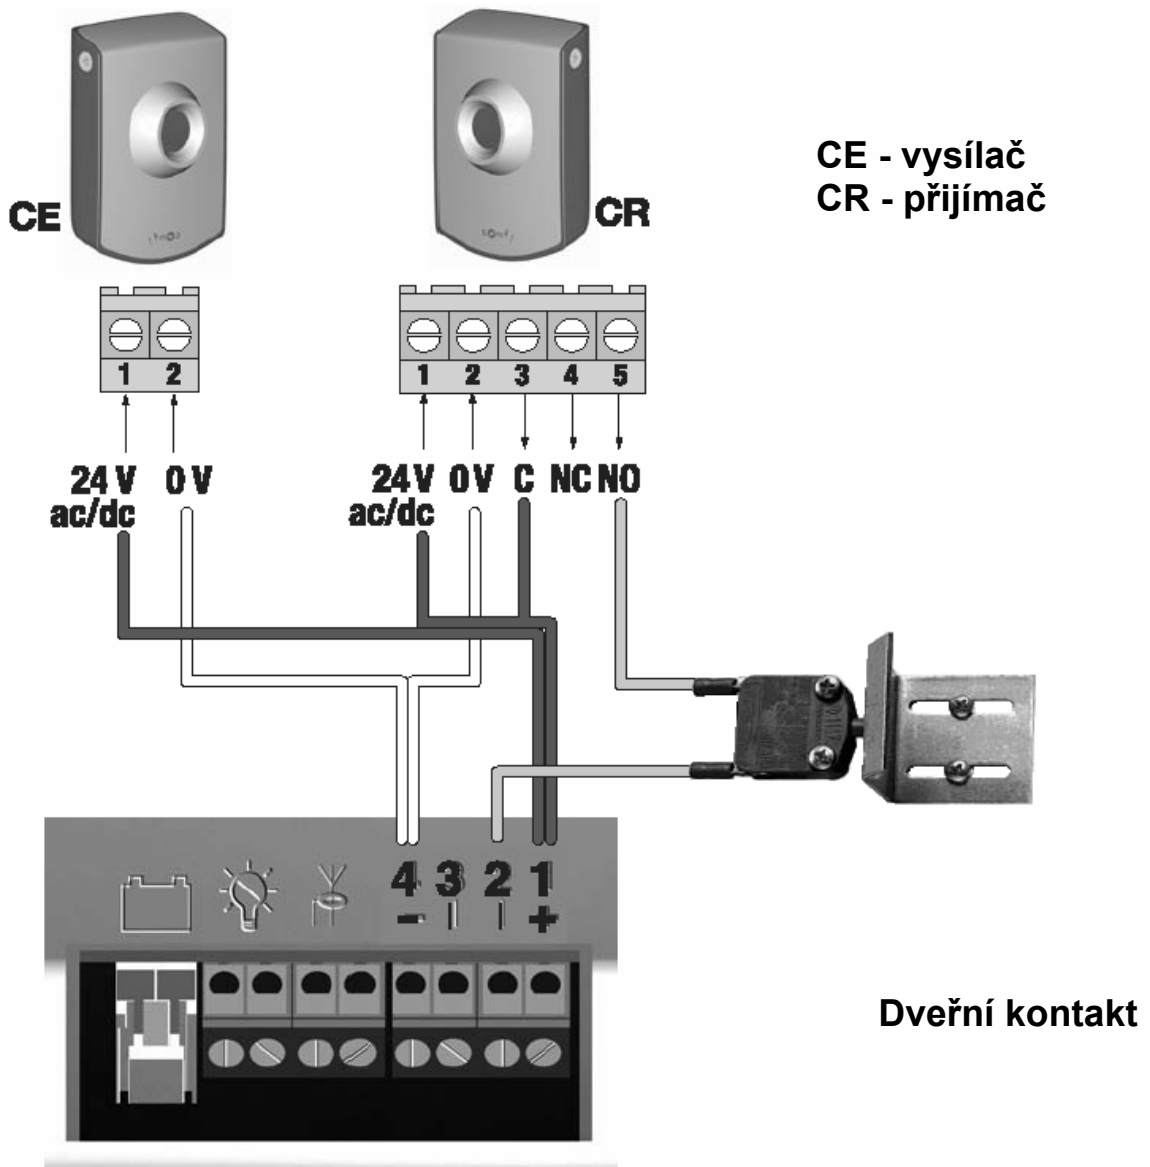 CE - vysílač
CR - přijímač
CE
CR
somfy
1 2
1 2 3 4 5
24 V 0 V
ac/dc
24 V 0 V C NC NO
ac/dc
4 3 2 1
- +
Dveřní kontakt